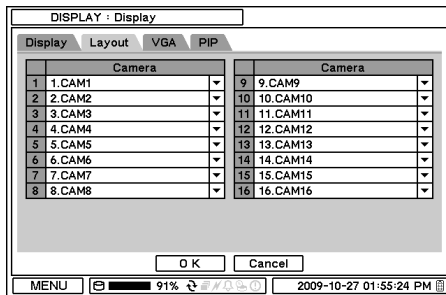 DISPLAY : Display
Display Layout VGA PIP
Camera Camera
1 1.CAM1 9 9.CAM9
2 2.CAM2 10 10.CAM10
3 3.CAM3 11 11.CAM11
4 4.CAM4 12 12.CAM12
5 5.CAM5 13 13.CAM13
6 6.CAM6 14 14.CAM14
7 7.CAM7 15 15.CAM15
8 8.CAM8 16 16.CAM16
O K Cancel
MENU 91% 2009-10-27 01:55:24 PM